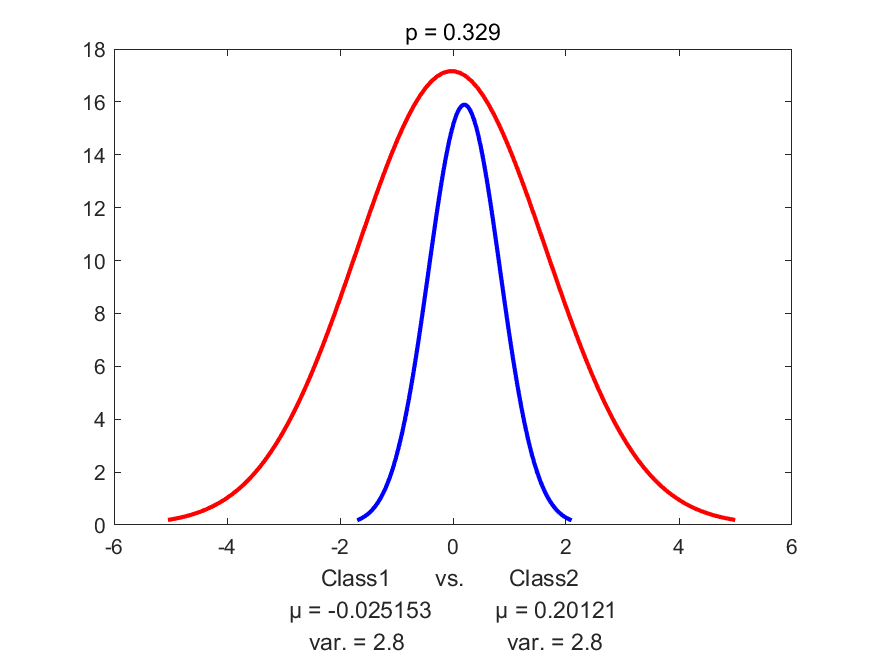 p = 0.329
18
16
14
12
10
8
6
4
2
0
-6 -4 -2 0 2 4 6
Class1 vs. Class2
μ = -0.025153 μ = 0.20121
var. = 2.8 var. = 2.8